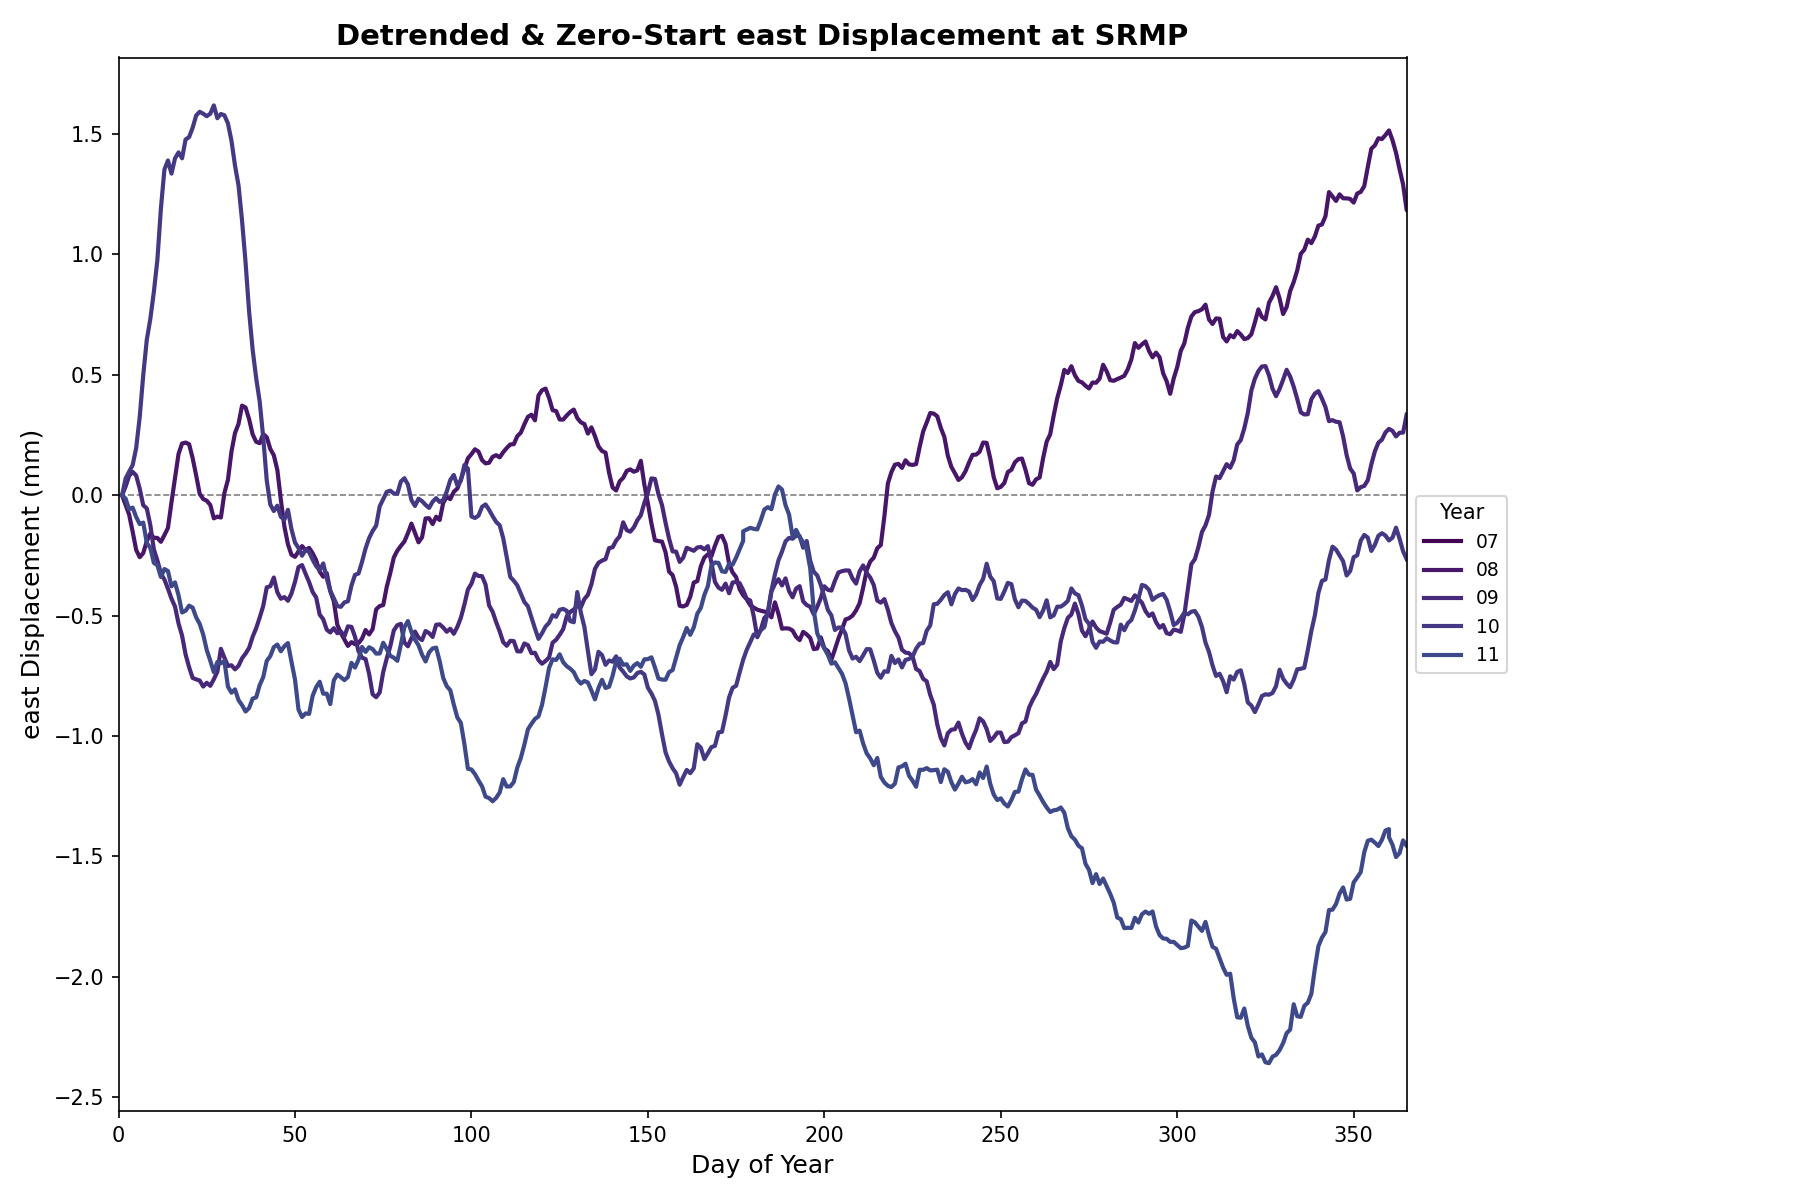 Detrended & Zero-Start east Displacement at SRMP
1.5
1.0
0.5
0.0
−0.5
−1.0
−1.5
−2.0
−2.5
east Displacement (mm)
0 50 100 150 200 250 300 350
Day of Year
Year
07
08
09
10
11